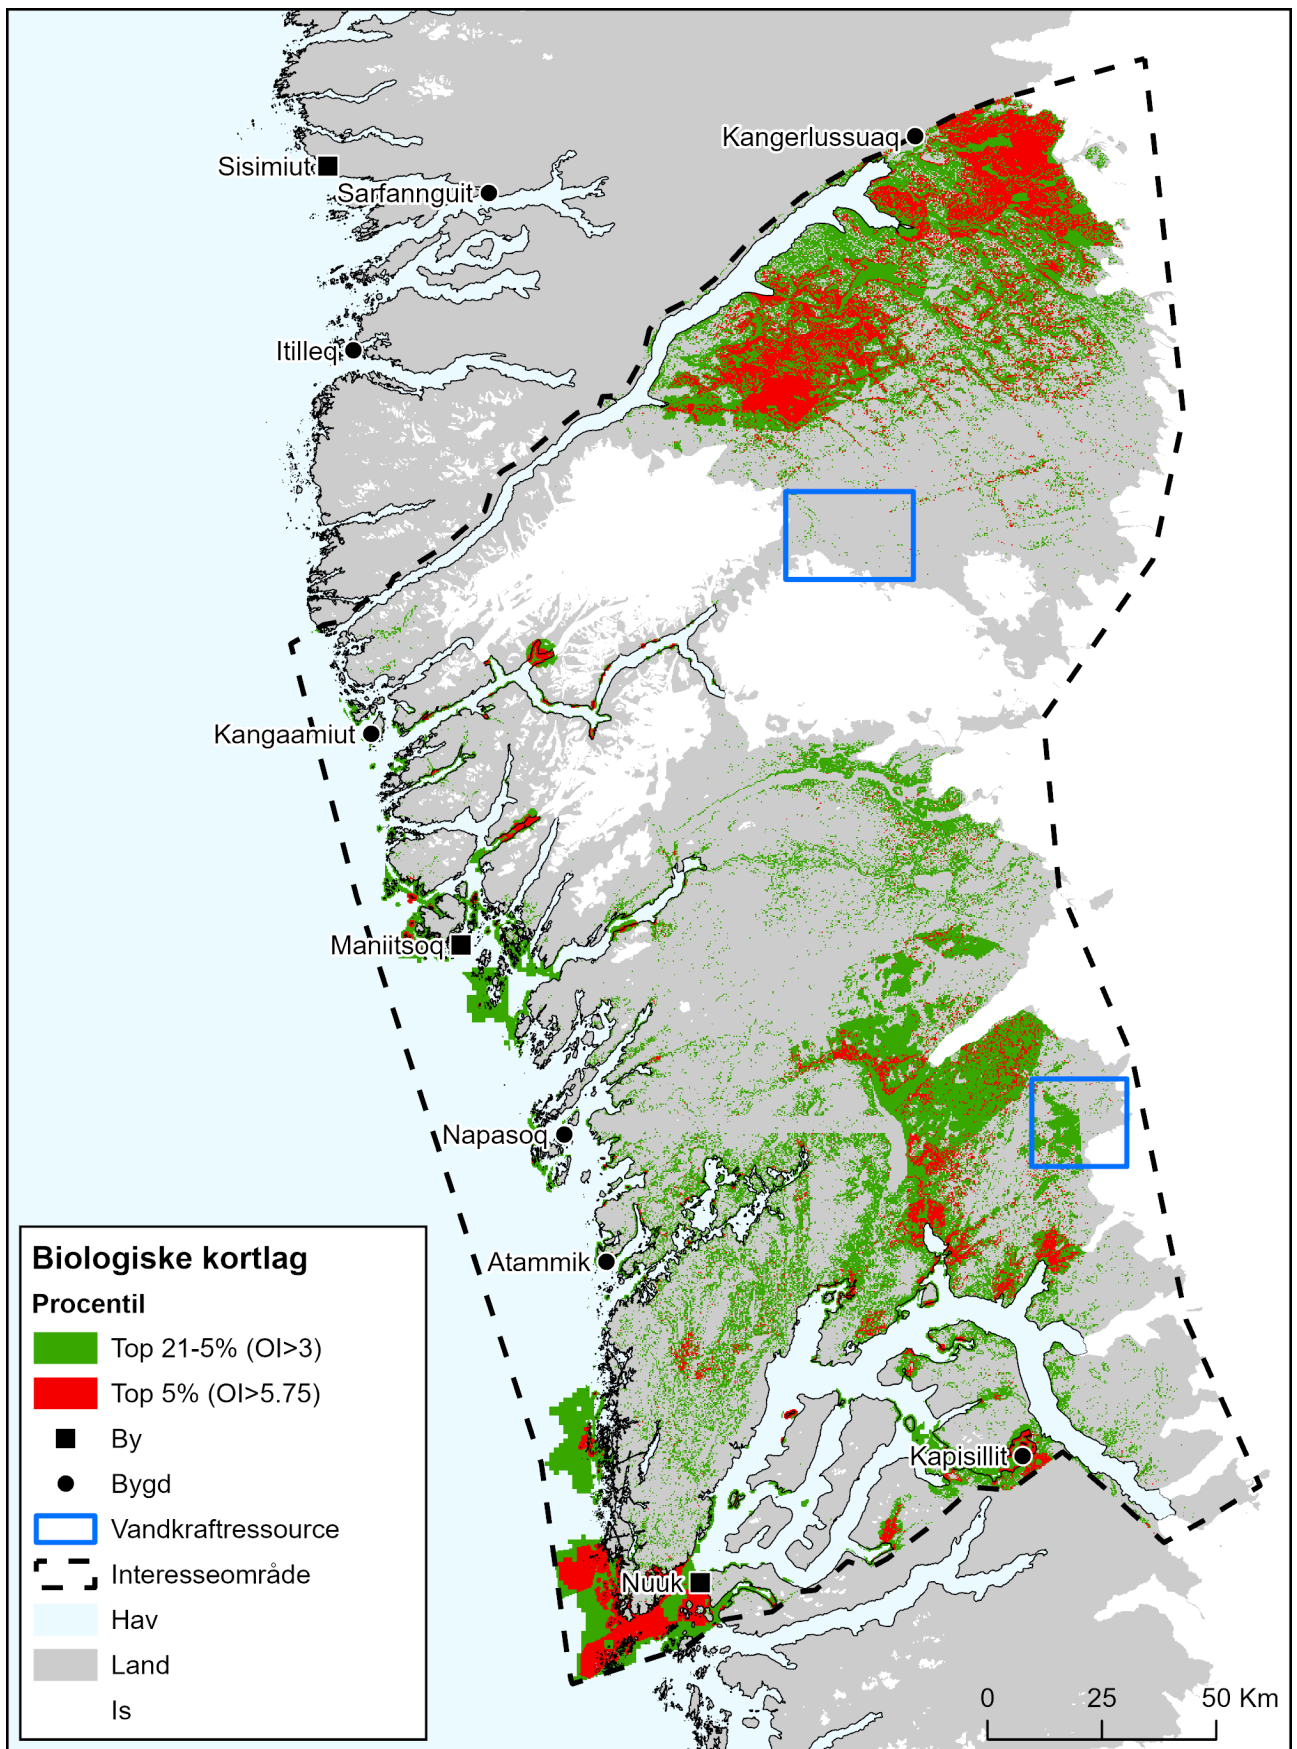 Kangerlussuaq
Sisimiut
Sarfannguit
Itilleq
Kangaamiut
Maniitsoq
Napasoq
Atammik
Kapisillit
Nuuk
Biologiske kortlag
Procentil
Top 21-5% (OI>3)
Top 5% (OI>5.75)
By
Bygd
Vandkraftressource
Interesseområde
Hav
Land
Is
0 25 50 Km